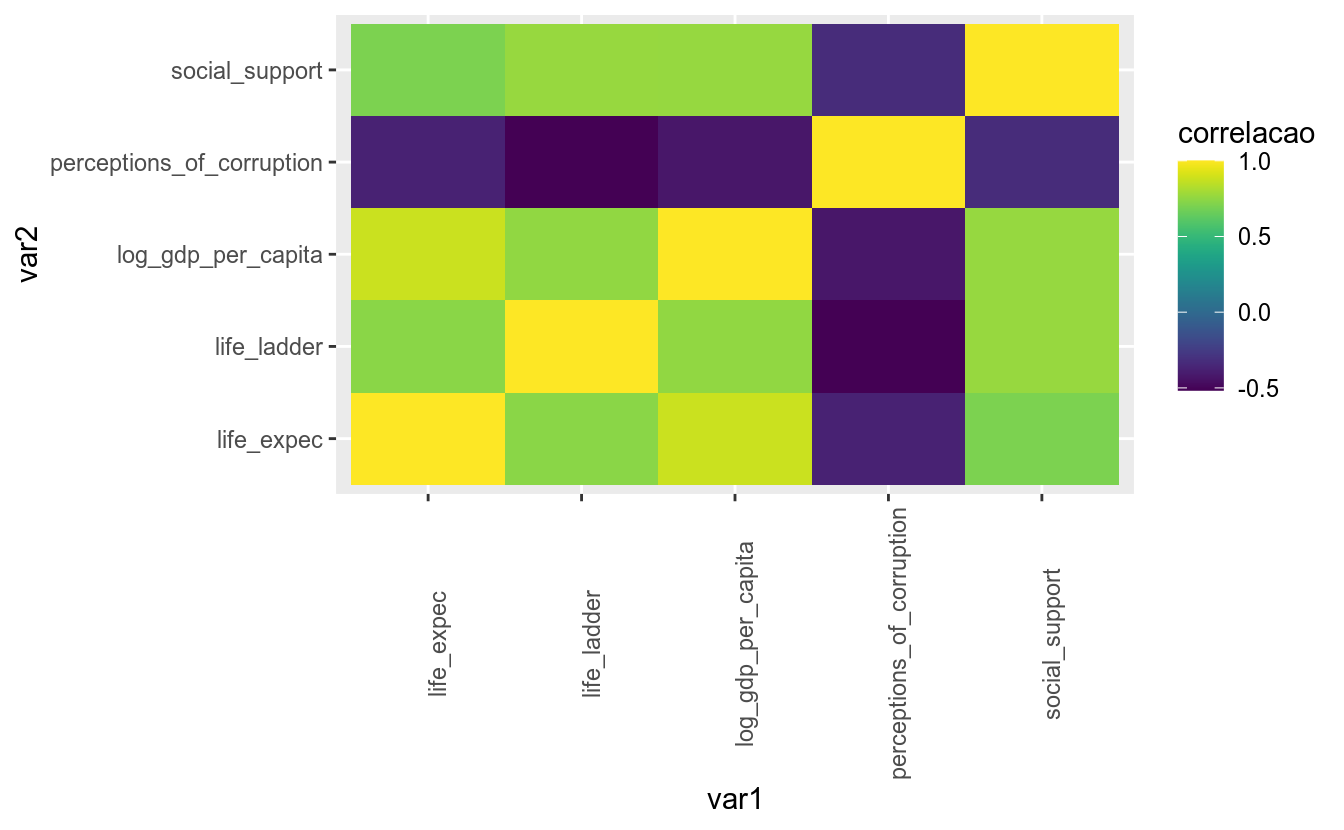 social_support
perceptions_of_corruption
log_gdp_per_capita
life_ladder
life_expec
var2
life_expec
life_ladder
log_gdp_per_capita
perceptions_of_corruption
social_support
var1
correlacao
1.0
0.5
0.0
-0.5